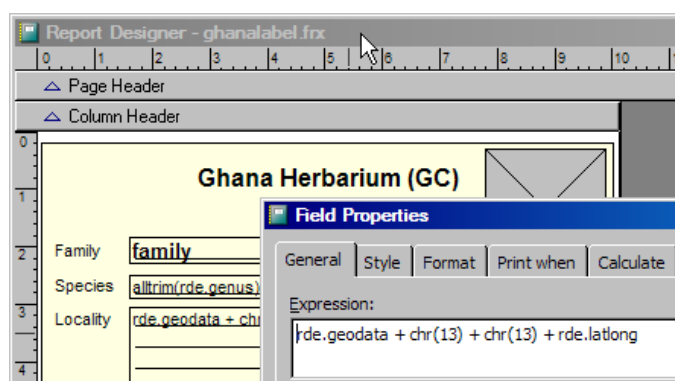 Report Designer - ghanalabel.frx
0 1 2 3 4 5 6 7 8 9 10
Page Header
Column Header
0
Ghana Herbarium (GC)
1
Field Properties
2
Family family
General Style Format Print when Calculate
Species alltrim(rde.genus)
Expression:
3
Locality rde.geodata + chr
rde.geodata + chr(13) + chr(13) + rde.latlong
4